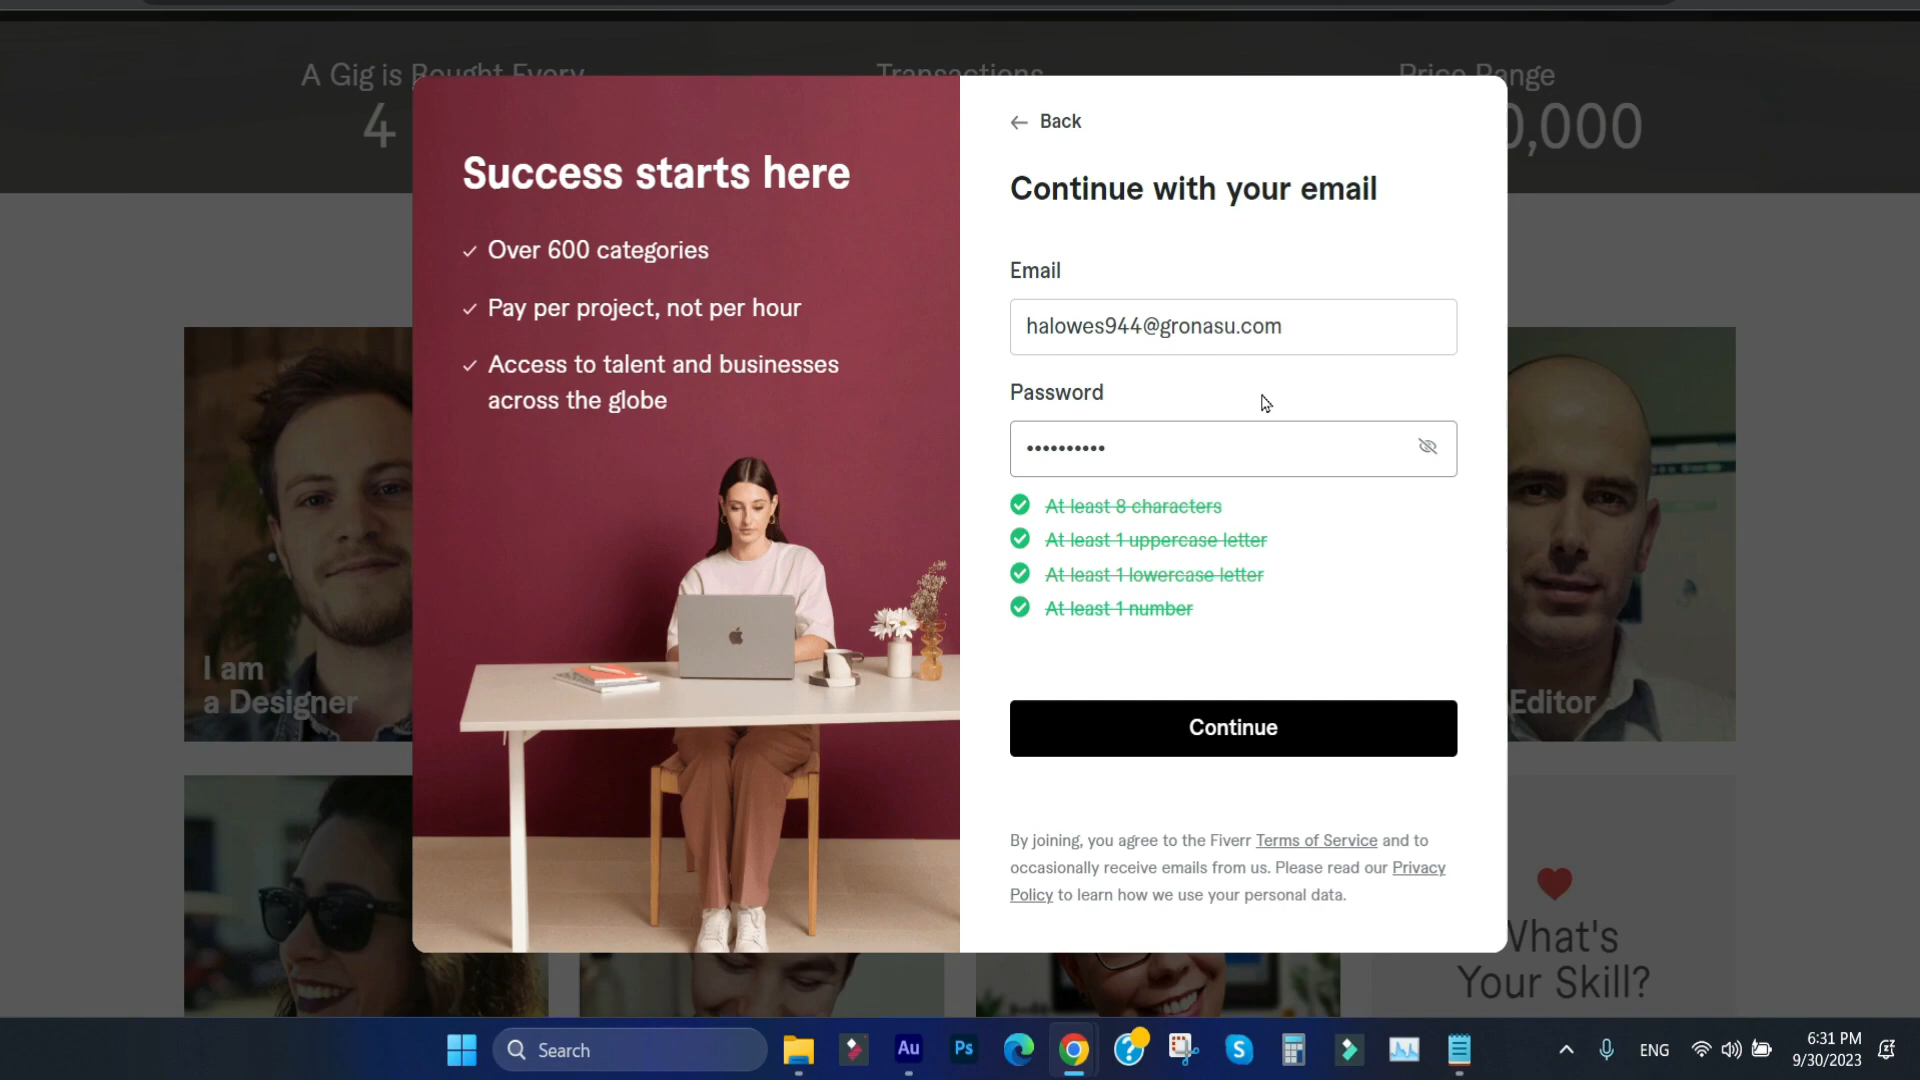 A Gig is Bought Every
Transactions
Price Range
4
0,000
Success starts here
Over 600 categories
Pay per project, not per hour
Access to talent and businesses
across the globe
Back
Continue with your email
Email
halowes944@gronasu.com
Password
At least 8 characters
At least 1 uppercase letter
At least 1 lowercase letter
At least 1 number
Continue
By joining, you agree to the Fiverr Terms of Service and to
occasionally receive emails from us. Please read our Privacy
Policy to learn how we use your personal data.
I am
a Designer
Editor
What's
Your Skill?
Search
Au
Ps
ENG
6:31 PM
9/30/2023